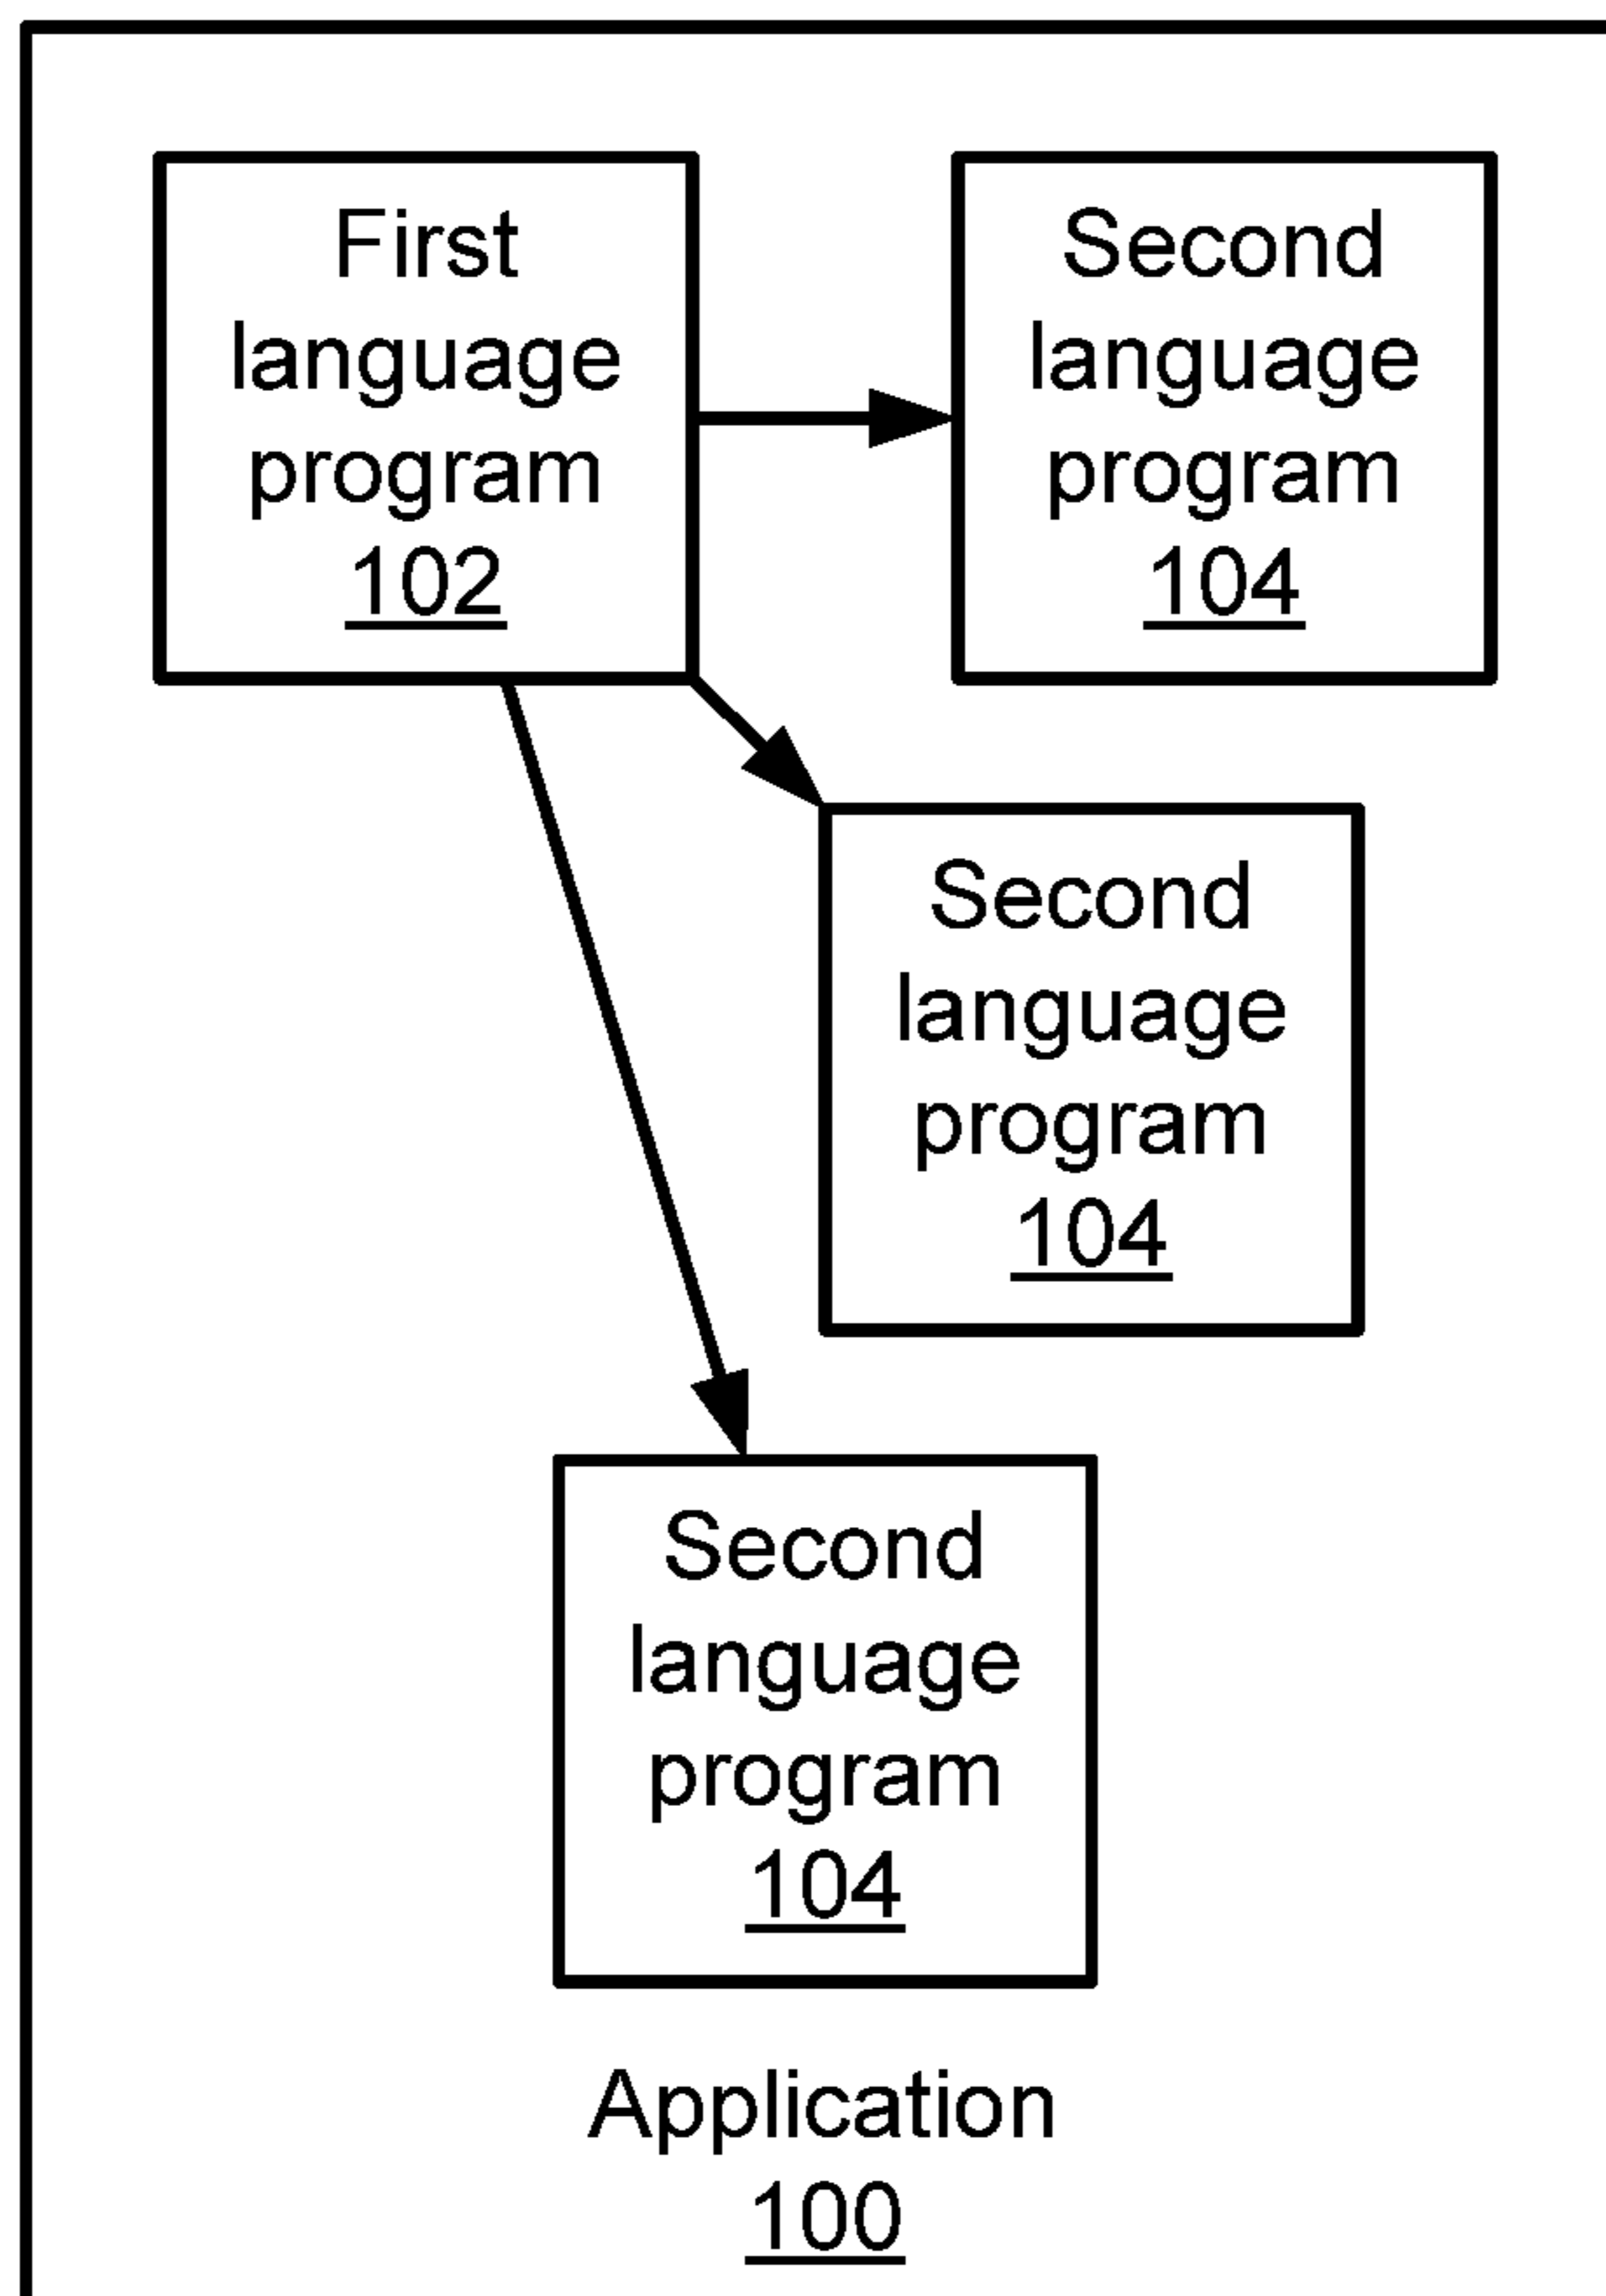 First
language
program
102
Second
language
program
104
Second
language
program
104
Second
language
program
104
Application
100